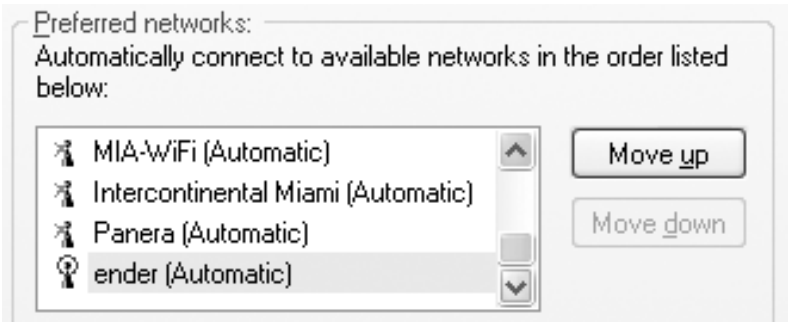 Preferred networks:
Automatically connect to available networks in the order listed
below:
MIA-WiFi (Automatic)
Move up
Intercontinental Miami (Automatic)
Panera (Automatic)
Move down
ender (Automatic)